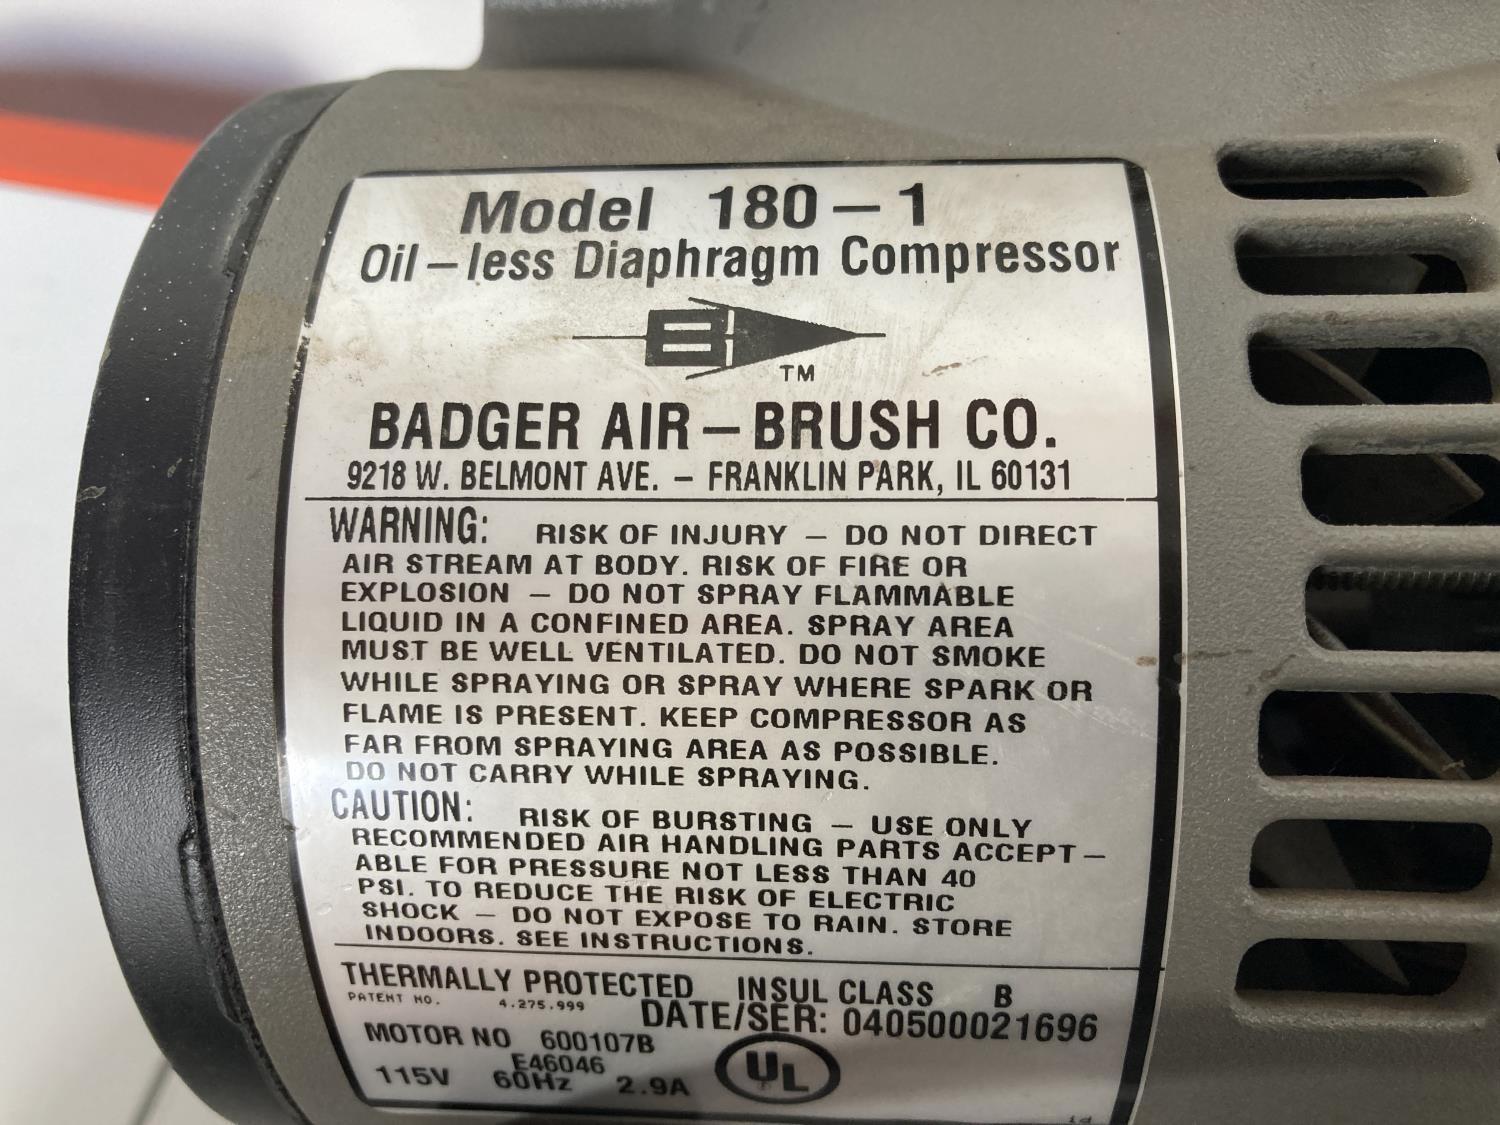 Model 180-1
Oil-less Diaphragm Compressor
TM
BADGER AIR-BRUSH CO.
9218 W. BELMONT AVE. - FRANKLIN PARK, IL 60131
WARNING: RISK OF INJURY - DO NOT DIRECT
AIR STREAM AT BODY. RISK OF FIRE OR
EXPLOSION - DO NOT SPRAY FLAMMABLE
LIQUID IN A CONFINED AREA. SPRAY AREA
MUST BE WELL VENTILATED. DO NOT SMOKE
WHILE SPRAYING OR SPRAY WHERE SPARK OR
FLAME IS PRESENT. KEEP COMPRESSOR AS
FAR FROM SPRAYING AREA AS POSSIBLE.
DO NOT CARRY WHILE SPRAYING.
CAUTION: RISK OF BURSTING - USE ONLY
RECOMMENDED AIR HANDLING PARTS ACCEPT-
ABLE FOR PRESSURE NOT LESS THAN 40
PSI. TO REDUCE THE RISK OF ELECTRIC
SHOCK - DO NOT EXPOSE TO RAIN. STORE
INDOORS. SEE INSTRUCTIONS.
THERMALLY PROTECTED INSUL CLASS B
PATENT NO. 4.275.999
DATE/SER: 040500021696
MOTOR NO 600107B
E46046
115V 60Hz 2.9A
UL